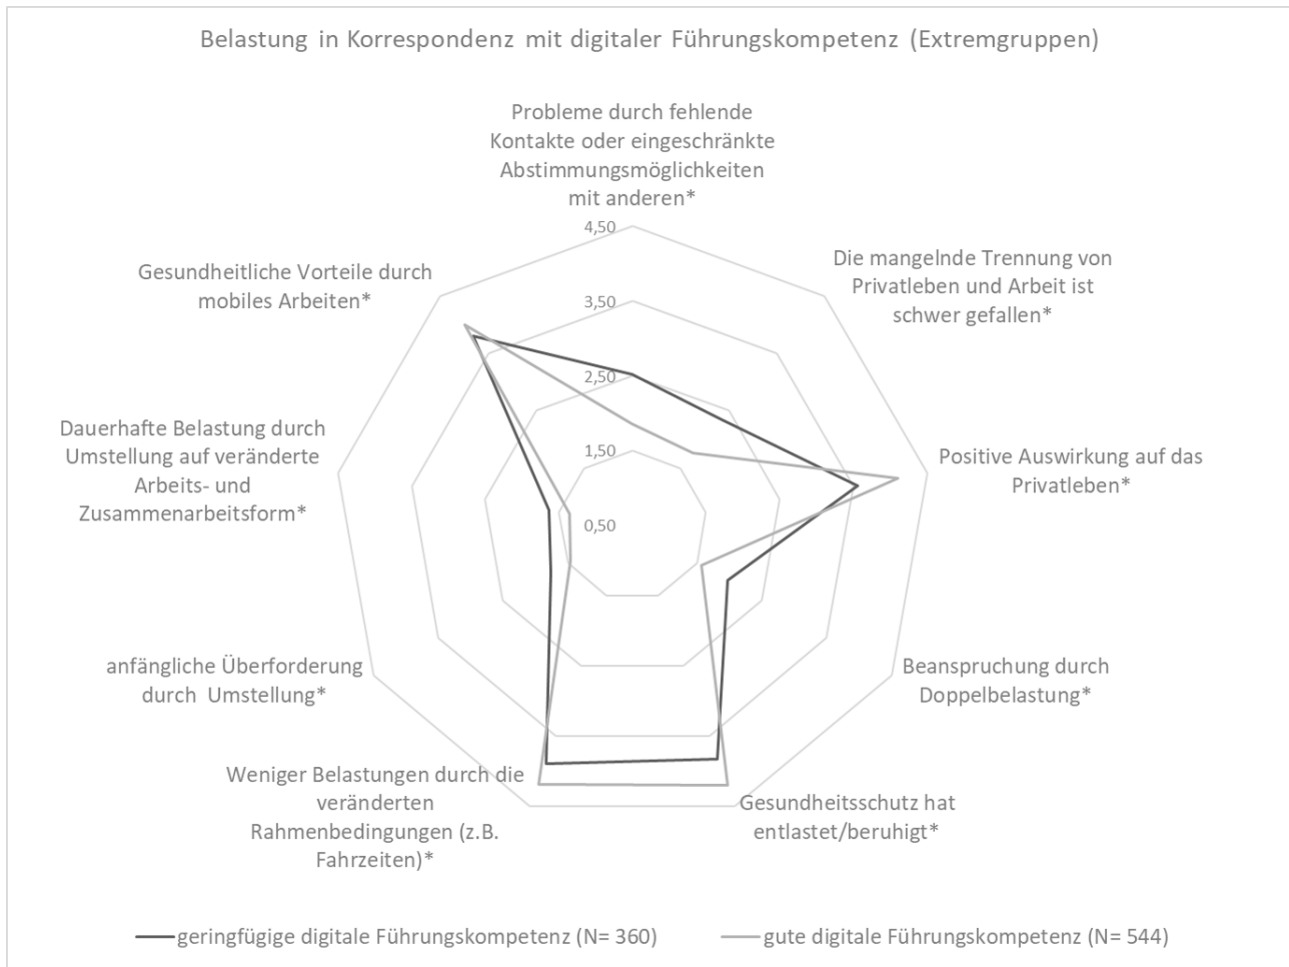 Belastung in Korrespondenz mit digitaler Führungskompetenz (Extremgruppen)
Probleme durch fehlende
Kontakte oder eingeschränkte
Abstimmungsmöglichkeiten
mit anderen*
Die mangelnde Trennung von
Privatleben und Arbeit ist
schwer gefallen*
Positive Auswirkung auf das
Privatleben*
Beanspruchung durch
Doppelbelastung*
Gesundheitsschutz hat
entlastet/beruhigt*
Weniger Belastungen durch die
veränderten
Rahmenbedingungen (z.B.
Fahrzeiten)*
anfängliche Überforderung
durch Umstellung*
Dauerhafte Belastung durch
Umstellung auf veränderte
Arbeits- und
Zusammenarbeitsform*
Gesundheitliche Vorteile durch
mobiles Arbeiten*
4,50
3,50
2,50
1,50
0,50
geringfügige digitale Führungskompetenz (N= 360)
gute digitale Führungskompetenz (N= 544)